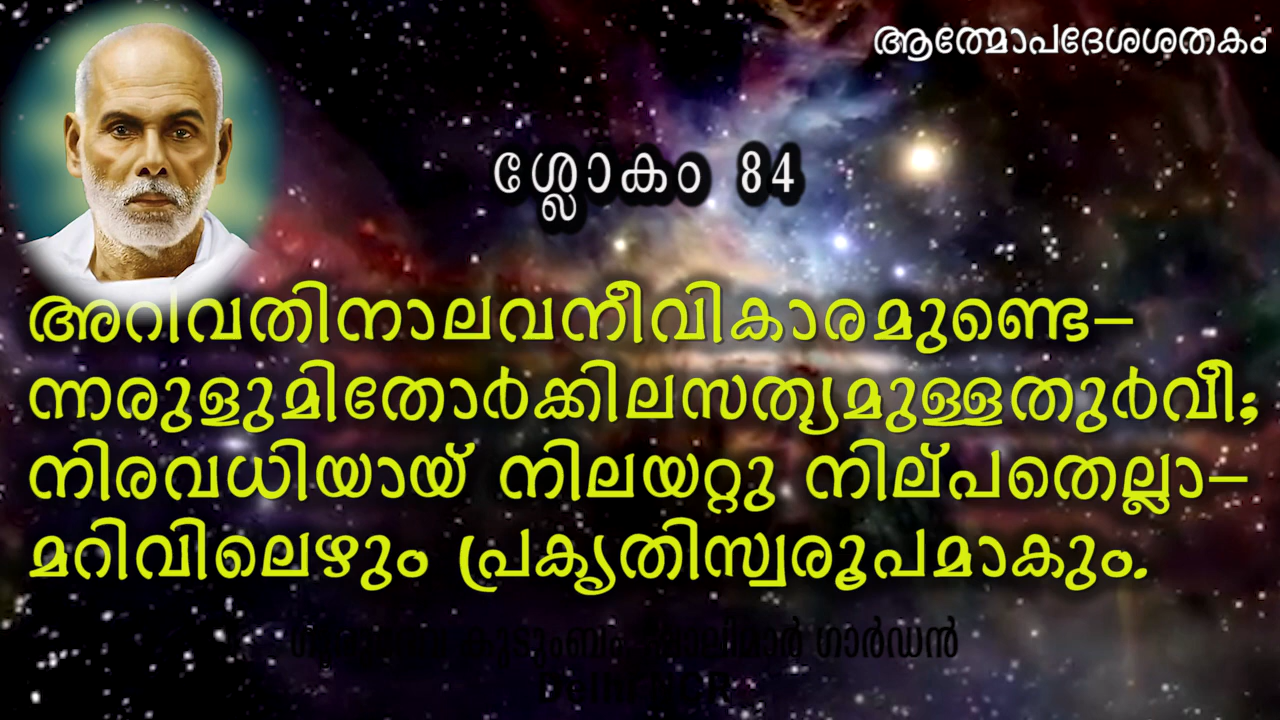 ആത്മോപദേശശതകം
ശ്ലോകം 84
അറിവതിനാലവനീവികാരമുണ്ടെ–
ന്നരുളുമിതോർക്കിലസത്യമുള്ളതുർവീ;
നിരവധിയായ് നിലയറ്റു നില്പതെല്ലാ–
മറിവിലെഴും പ്രകൃതിസ്വരൂപമാകും.
കുടുംബം ഗാർഡൻ